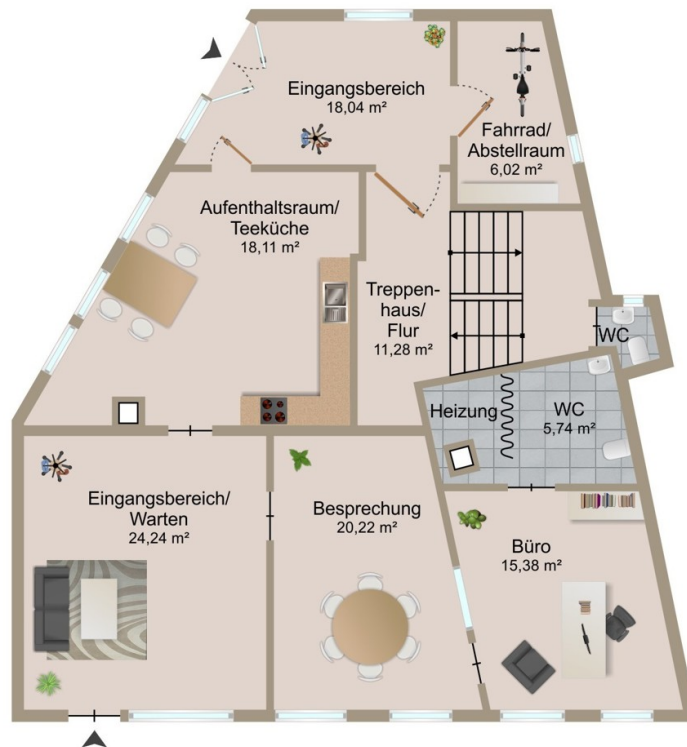 Eingangsbereich
18,04 m²
Fahrrad/
Abstellraum
6,02 m²
Aufenthaltsraum/
Teeküche
18,11 m²
Treppen-
haus/
Flur
11,28 m²
WC
Heizung
WC
5,74 m²
Eingangsbereich/
Warten
24,24 m²
Besprechung
20,22 m²
Büro
15,38 m²